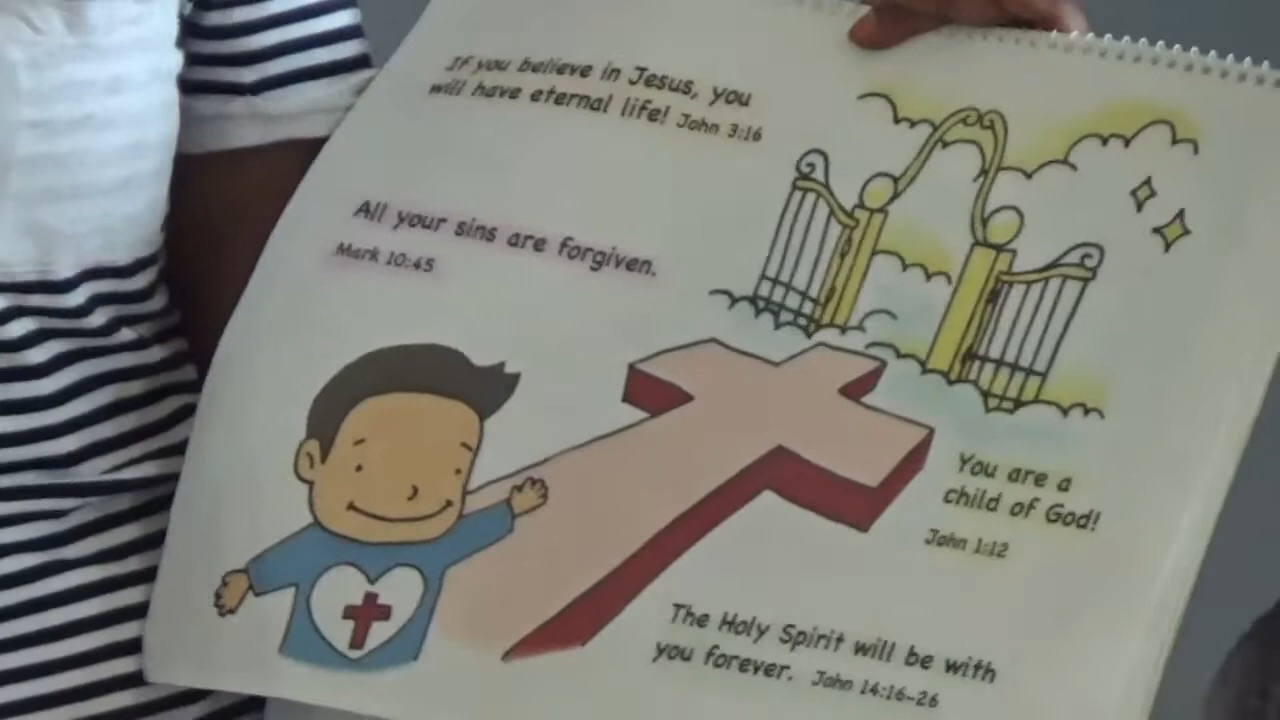 If you believe in Jesus, you
will have eternal life! John 3:16
All your sins are forgiven.
Mark 10:45
You are a
child of God!
John 1:12
The Holy Spirit will be with
you forever. John 14:16-26